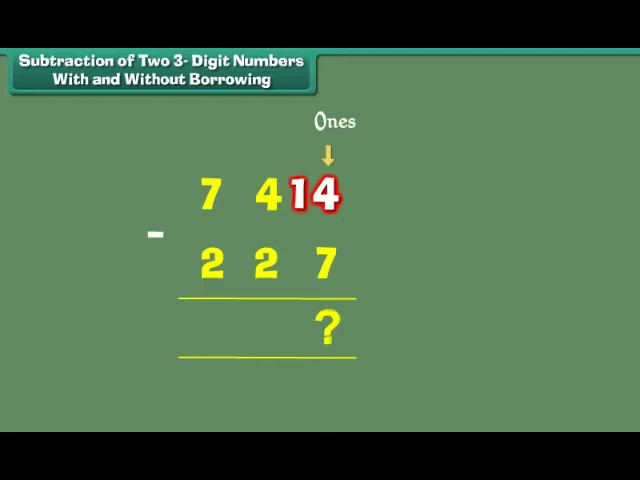 Subtraction of Two 3- Digit Numbers
With and Without Borrowing
Ones
↓
7 4 14
-
2 2 7
?